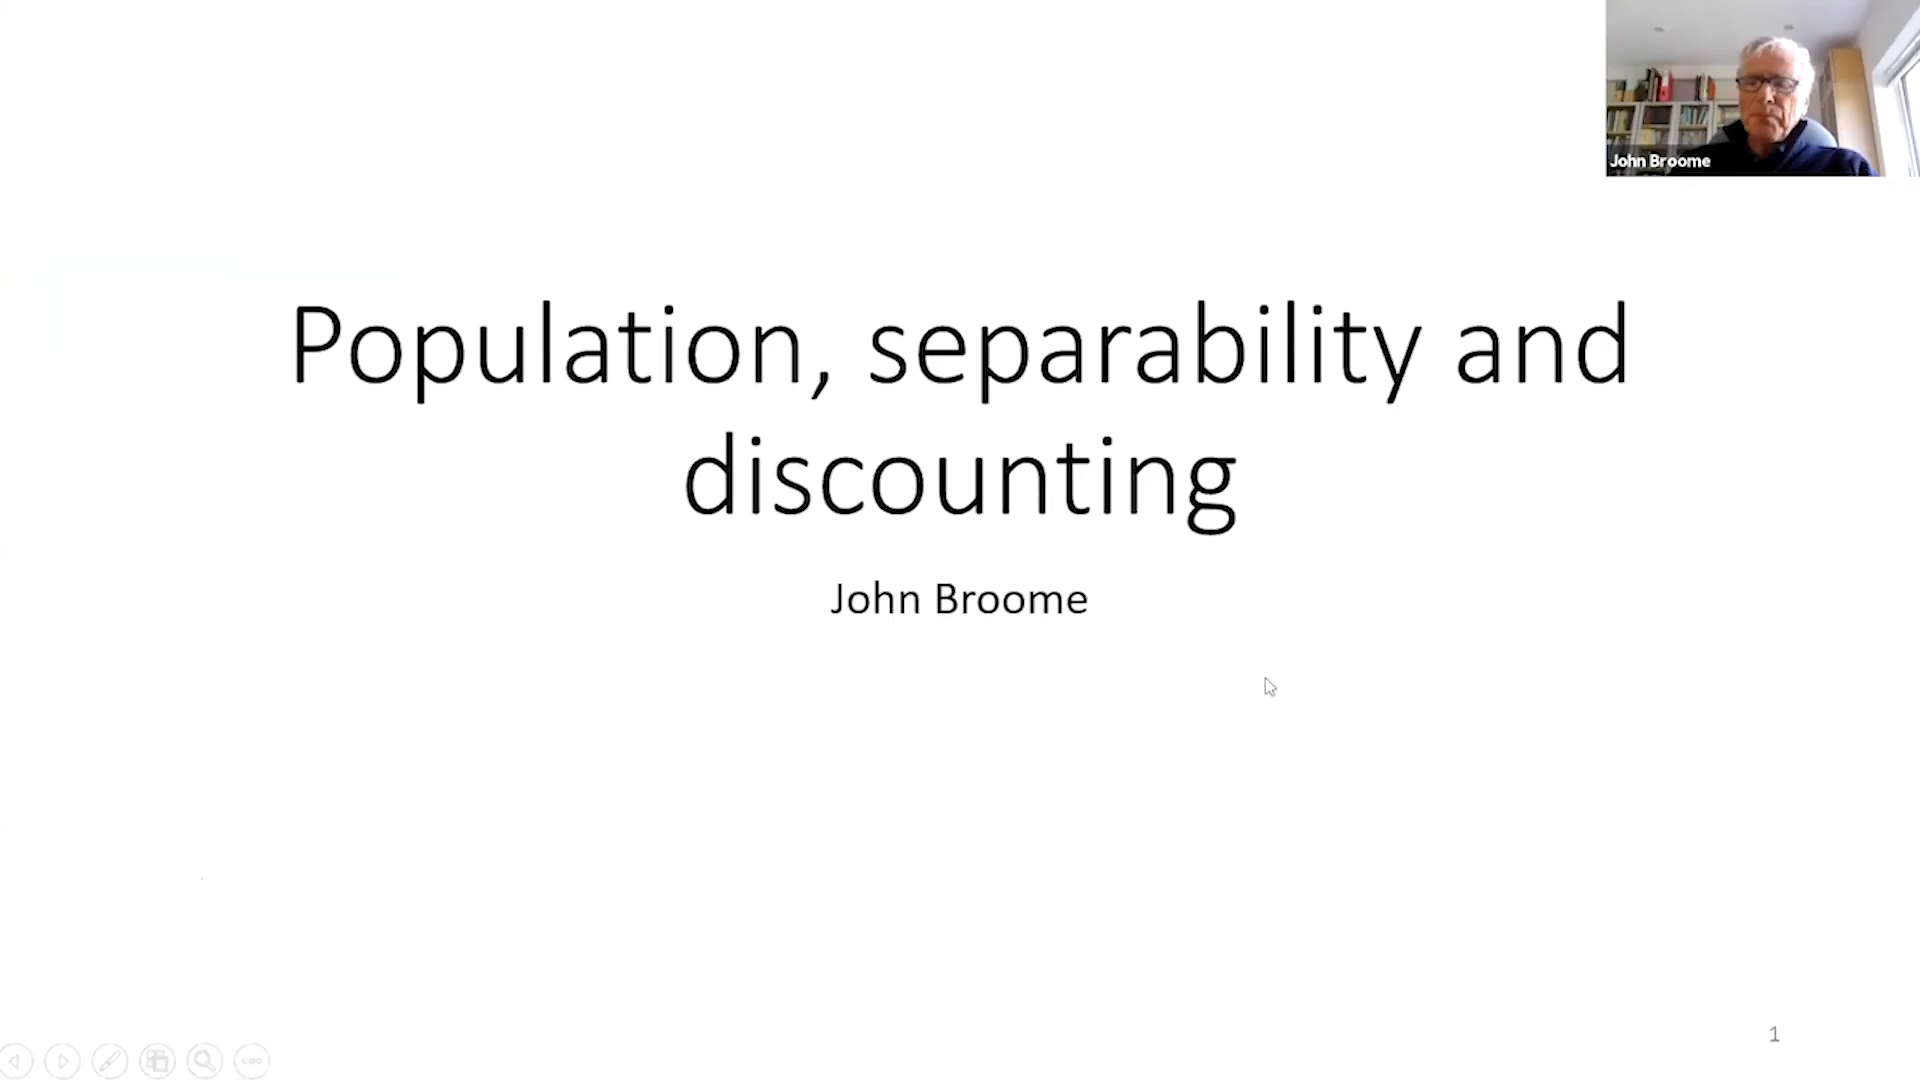 John Broome
Population, separability and
discounting
John Broome
1